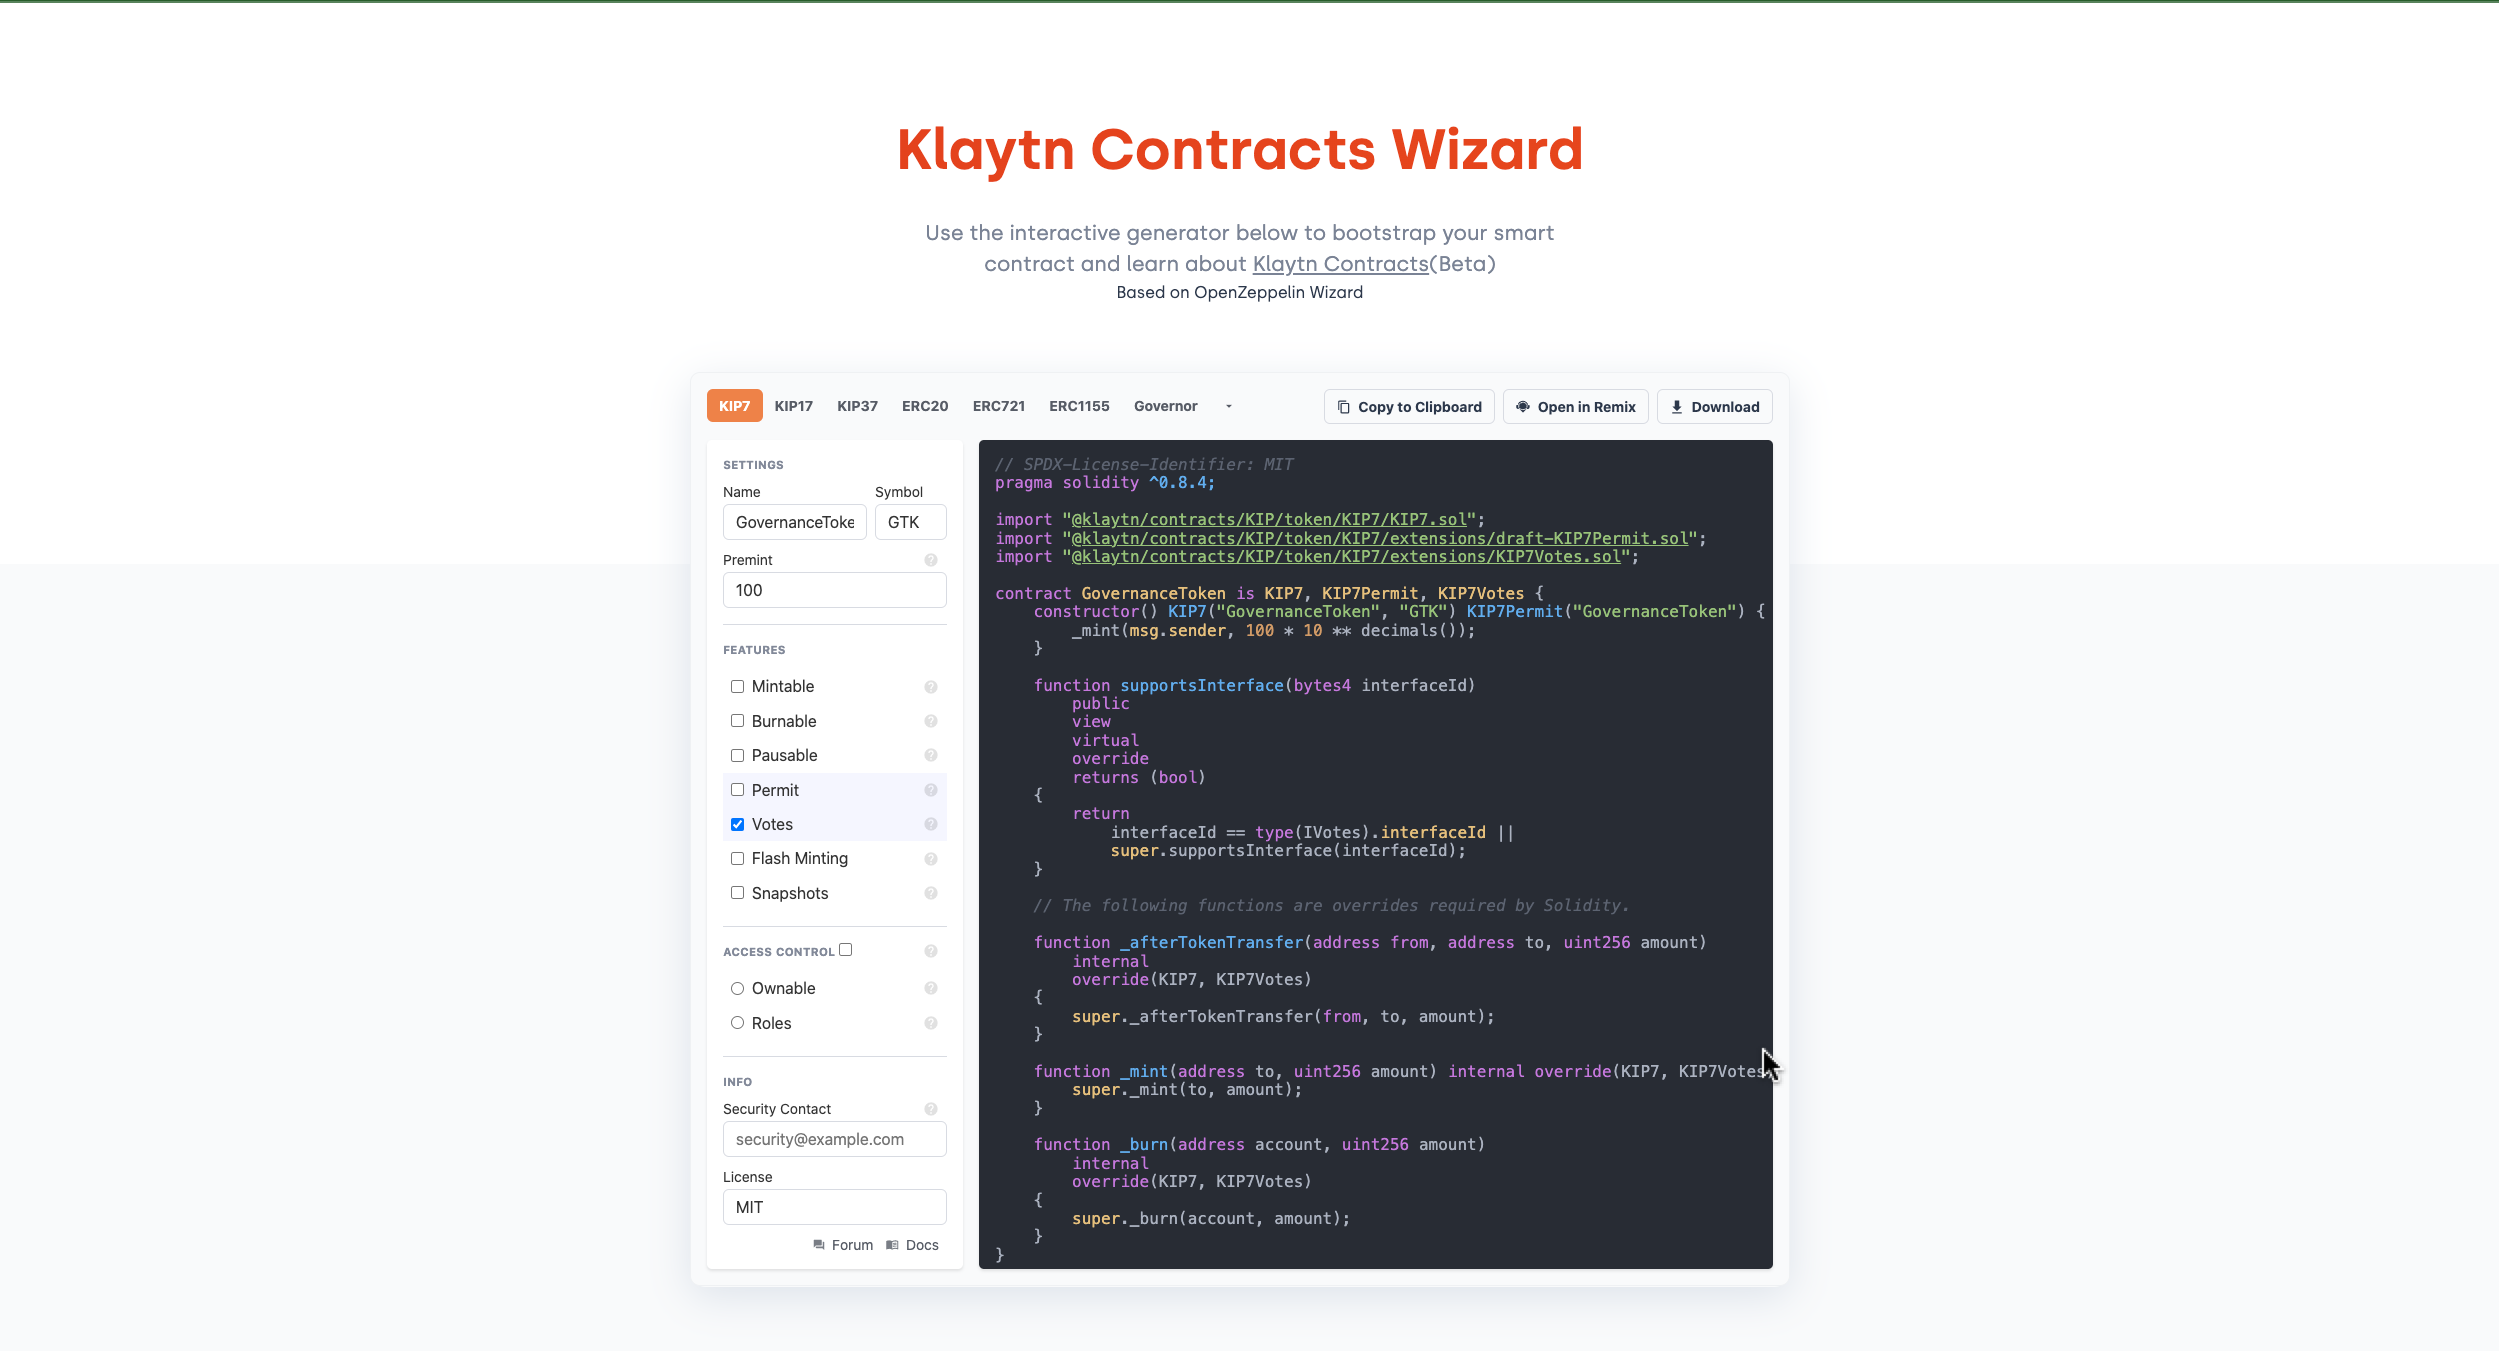 Klaytn Contracts Wizard
Use the interactive generator below to bootstrap your smart
contract and learn about Klaytn Contracts(Beta)
Based on OpenZeppelin Wizard
KIP7 KIP17 KIP37 ERC20 ERC721 ERC1155 Governor
Copy to Clipboard Open in Remix Download
SETTINGS
Name Symbol
GovernanceToke GTK
Premint ?
100
FEATURES
Mintable ?
Burnable ?
Pausable ?
Permit ?
Votes ?
Flash Minting ?
Snapshots ?
ACCESS CONTROL ?
Ownable ?
Roles ?
INFO
Security Contact ?
security@example.com
License
MIT
Forum Docs
// SPDX-License-Identifier: MIT
pragma solidity ^0.8.4;
import "@klaytn/contracts/KIP/token/KIP7/KIP7.sol";
import "@klaytn/contracts/KIP/token/KIP7/extensions/draft-KIP7Permit.sol";
import "@klaytn/contracts/KIP/token/KIP7/extensions/KIP7Votes.sol";
contract GovernanceToken is KIP7, KIP7Permit, KIP7Votes {
constructor() KIP7("GovernanceToken", "GTK") KIP7Permit("GovernanceToken") {
_mint(msg.sender, 100 * 10 ** decimals());
}
function supportsInterface(bytes4 interfaceId)
public
view
virtual
override
returns (bool)
{
return
interfaceId == type(IVotes).interfaceId ||
super.supportsInterface(interfaceId);
}
// The following functions are overrides required by Solidity.
function _afterTokenTransfer(address from, address to, uint256 amount)
internal
override(KIP7, KIP7Votes)
{
super._afterTokenTransfer(from, to, amount);
}
function _mint(address to, uint256 amount) internal override(KIP7, KIP7Votes
super._mint(to, amount);
}
function _burn(address account, uint256 amount)
internal
override(KIP7, KIP7Votes)
{
super._burn(account, amount);
}
}